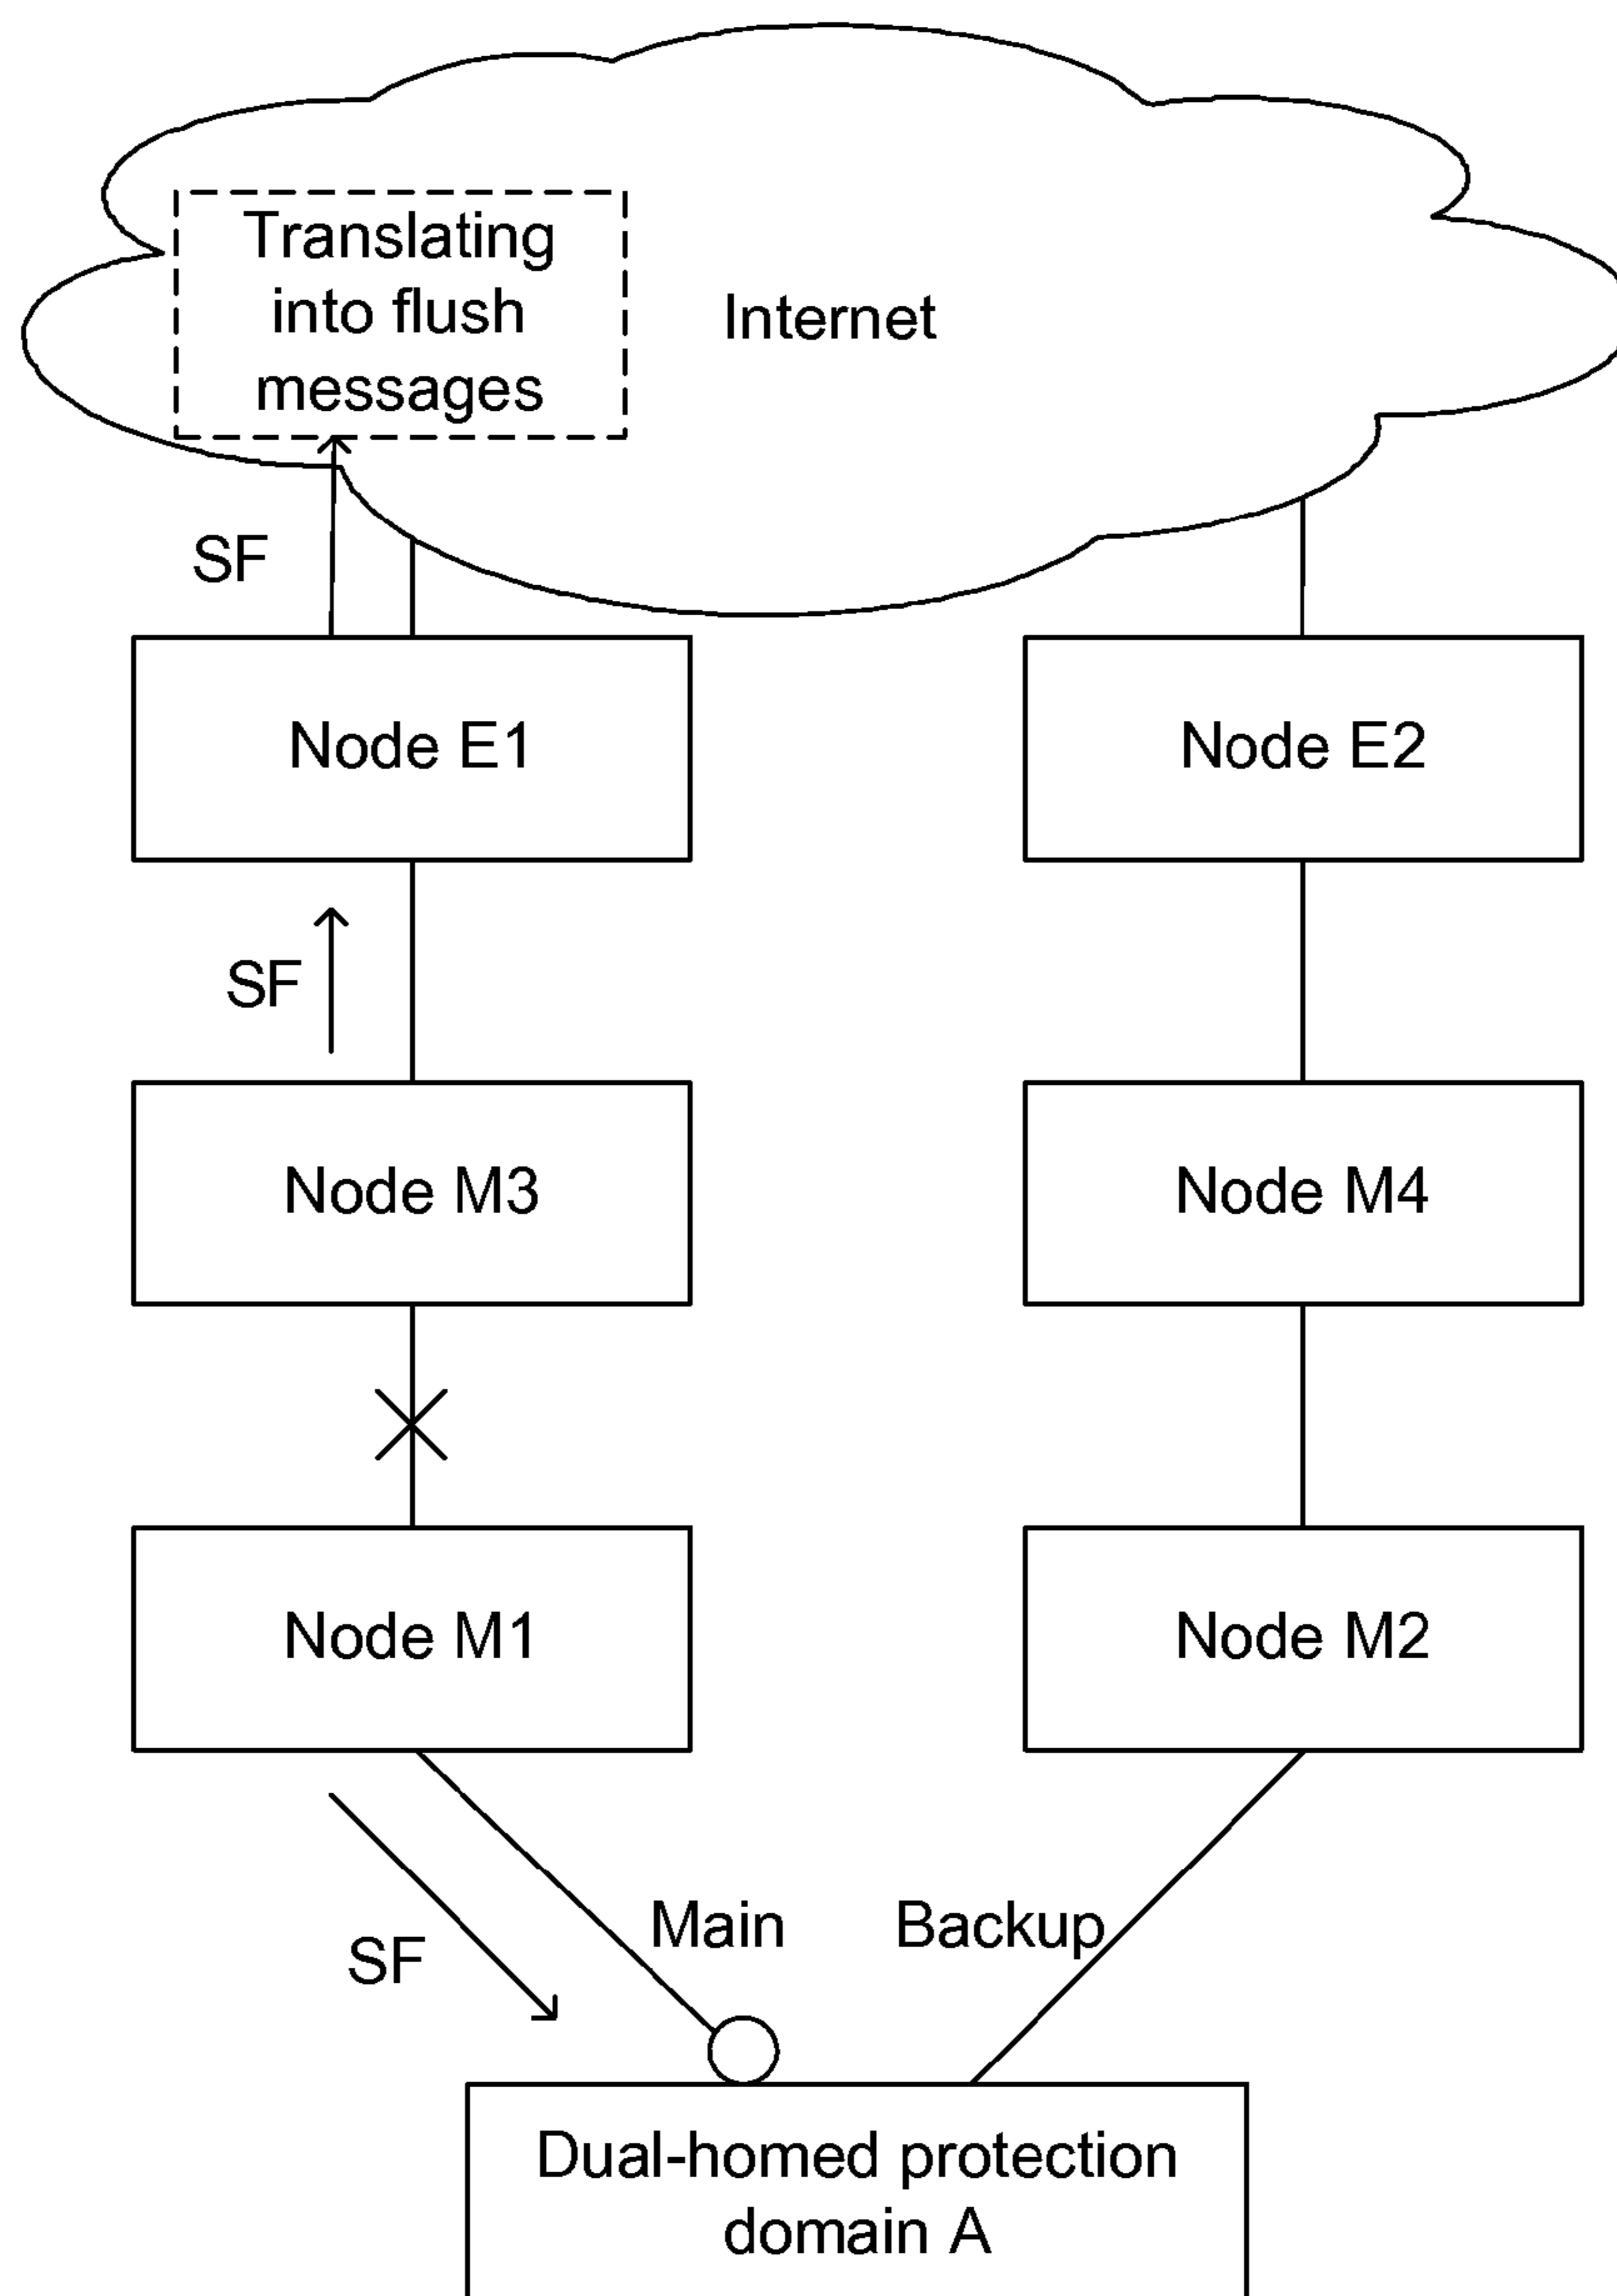 Translating
into flush
messages
Internet
SF
Node E1
Node E2
SF
Node M3
Node M4
Node M1
Node M2
Main
Backup
SF
Dual-homed protection
domain A